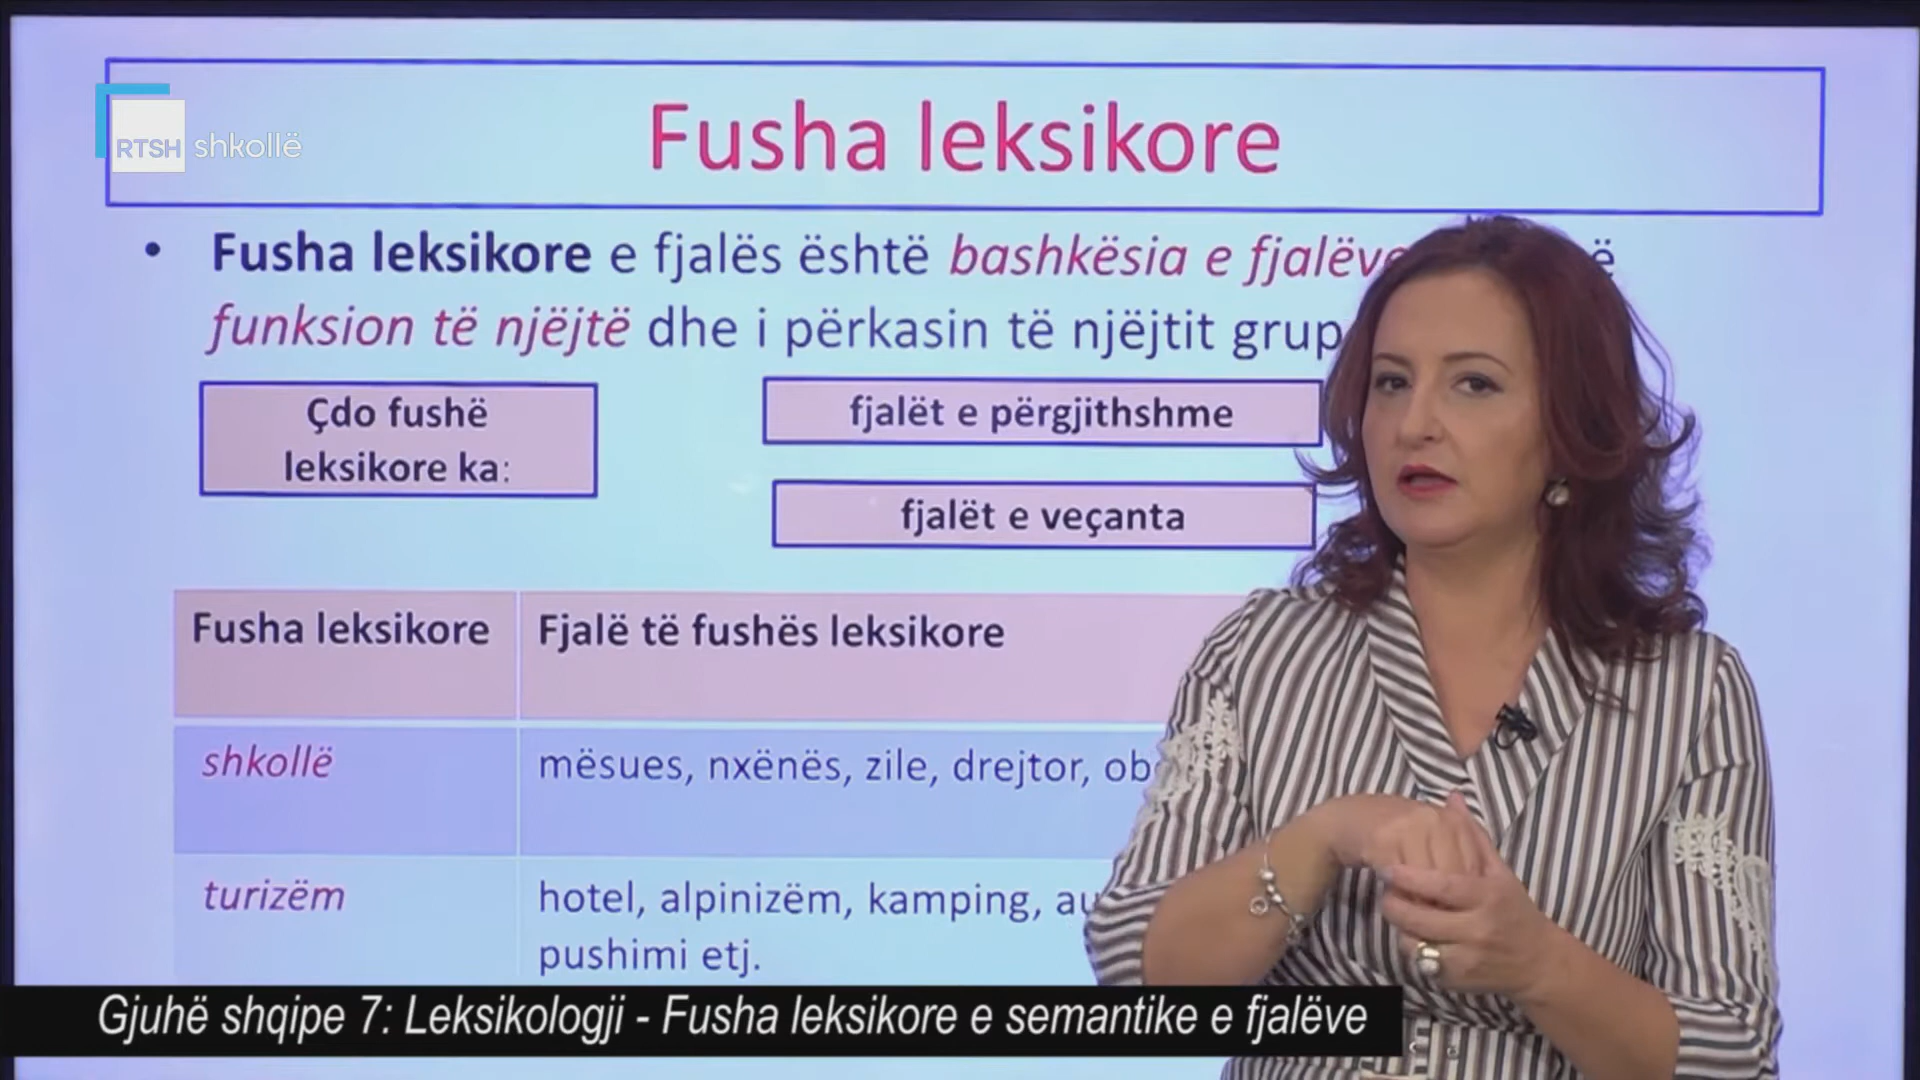 Fusha leksikore
RTSH shkollë
• Fusha leksikore e fjalës është bashkësia e fjalëve
funksion të njëjtë dhe i përkasin të njëjtit grup
Çdo fushë
leksikore ka:
fjalët e përgjithshme
fjalët e veçanta
Fusha leksikore Fjalë të fushës leksikore
shkollë mësues, nxënës, zile, drejtor,
turizëm hotel, alpinizëm, kamping,
pushimi etj.
Gjuhë shqipe 7: Leksikologji - Fusha leksikore e semantike e fjalëve